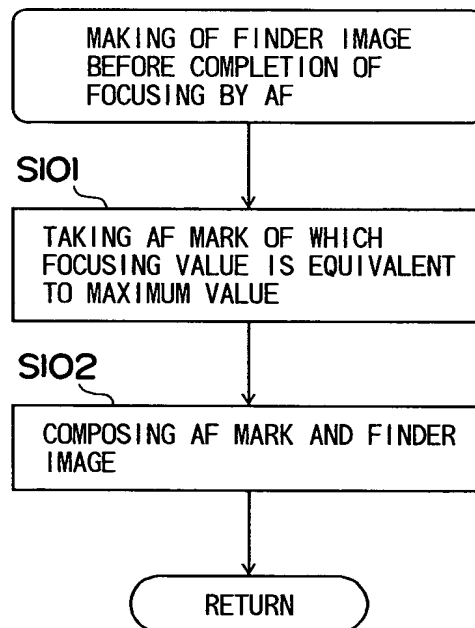 MAKING OF FINDER IMAGE
BEFORE COMPLETION OF
FOCUSING BY AF
S101
TAKING AF MARK OF WHICH
FOCUSING VALUE IS EQUIVALENT
TO MAXIMUM VALUE
S102
COMPOSING AF MARK AND FINDER
IMAGE
RETURN